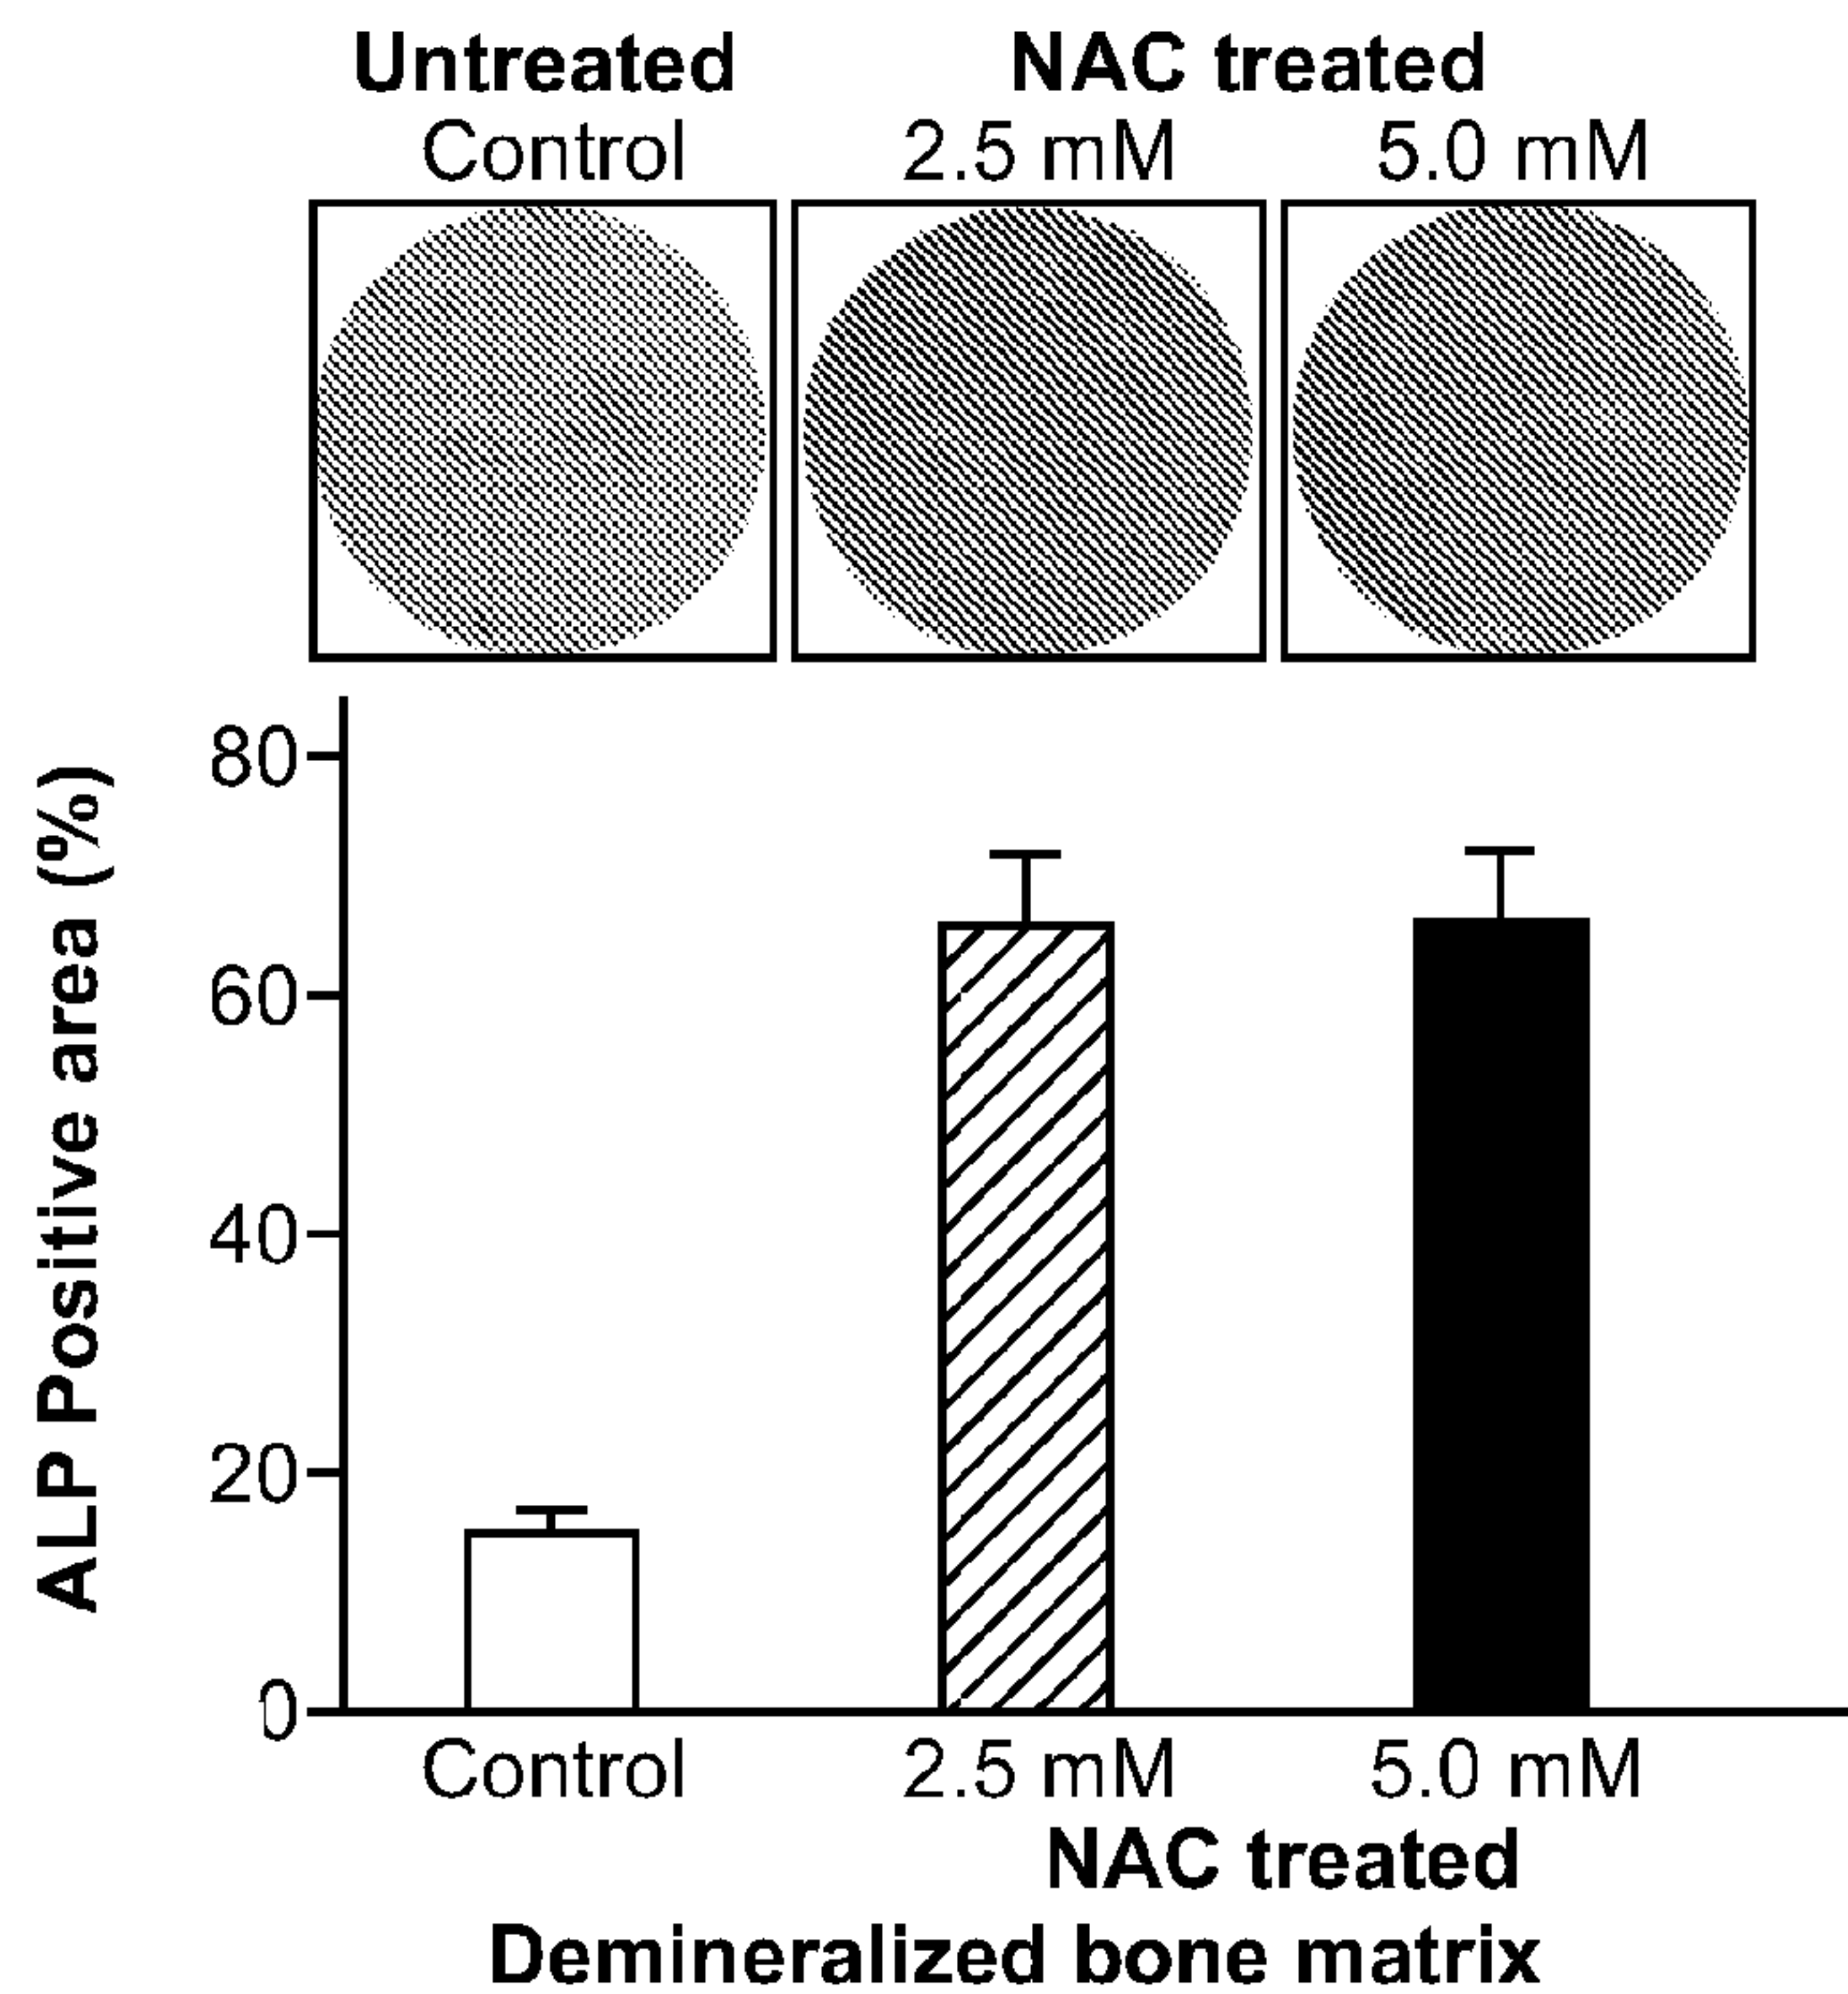 Untreated NAC treated
Control 2.5 mM 5.0 mM
ALP Positive area (%)
80
60
40
20
0
Control 2.5 mM 5.0 mM
NAC treated
Demineralized bone matrix